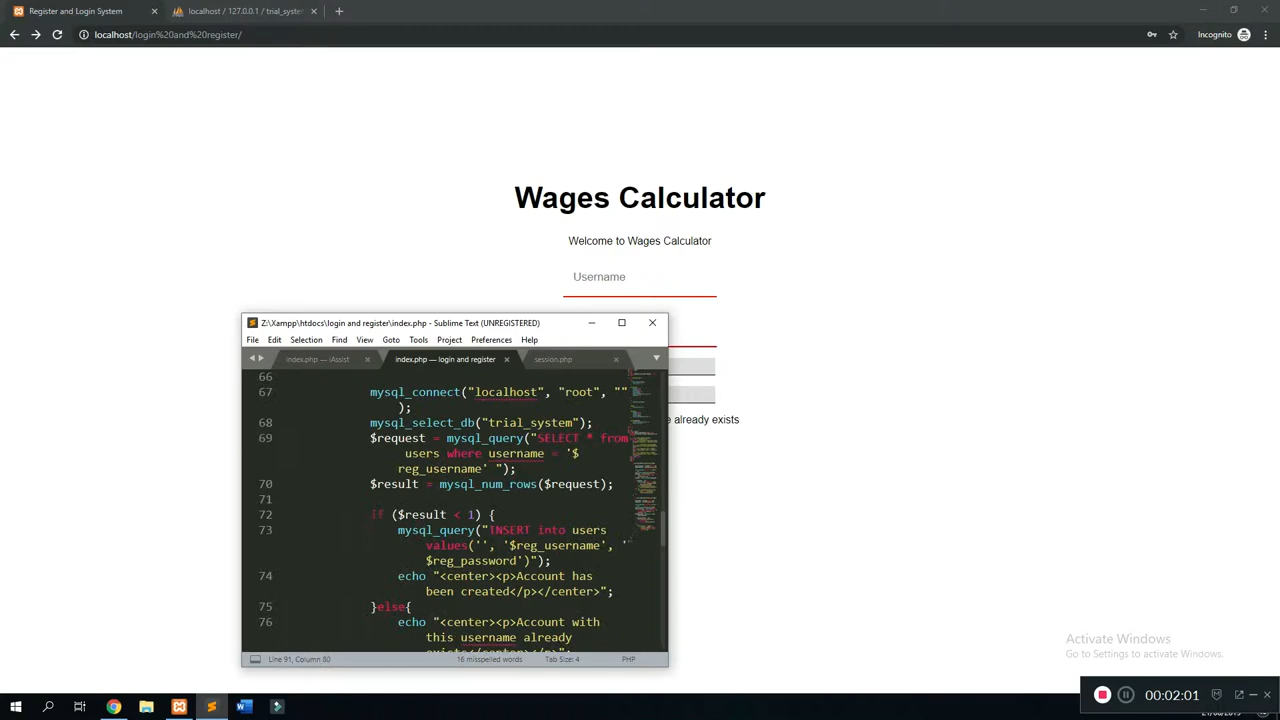 Register and Login System
localhost / 127.0.0.1 / trial_syste
localhost/login%20and%20register/
Incognito
Wages Calculator
Welcome to Wages Calculator
Username
Z:\Xampp\htdocs\login and register\index.php - Sublime Text (UNREGISTERED)
File Edit Selection Find View Goto Tools Project Preferences Help
index.php — iAssist
index.php — login and register
session.php
66
67 mysql_connect("localhost", "root", ""
);
68 mysql_select_db("trial_system");
69 $request = mysql_query("SELECT * from
users where username = '$
reg_username' ");
70 $result = mysql_num_rows($request);
71
72 if ($result < 1) {
73 mysql_query("INSERT into users
values('', '$reg_username', '
$reg_password')");
74 echo "<center><p>Account has
been created</p></center>";
75 }else{
76 echo "<center><p>Account with
this username already
exists</center></p>";
e already exists
Line 91, Column 80
16 misspelled words
Tab Size: 4
PHP
Activate Windows
Go to Settings to activate Windows.
00:02:01